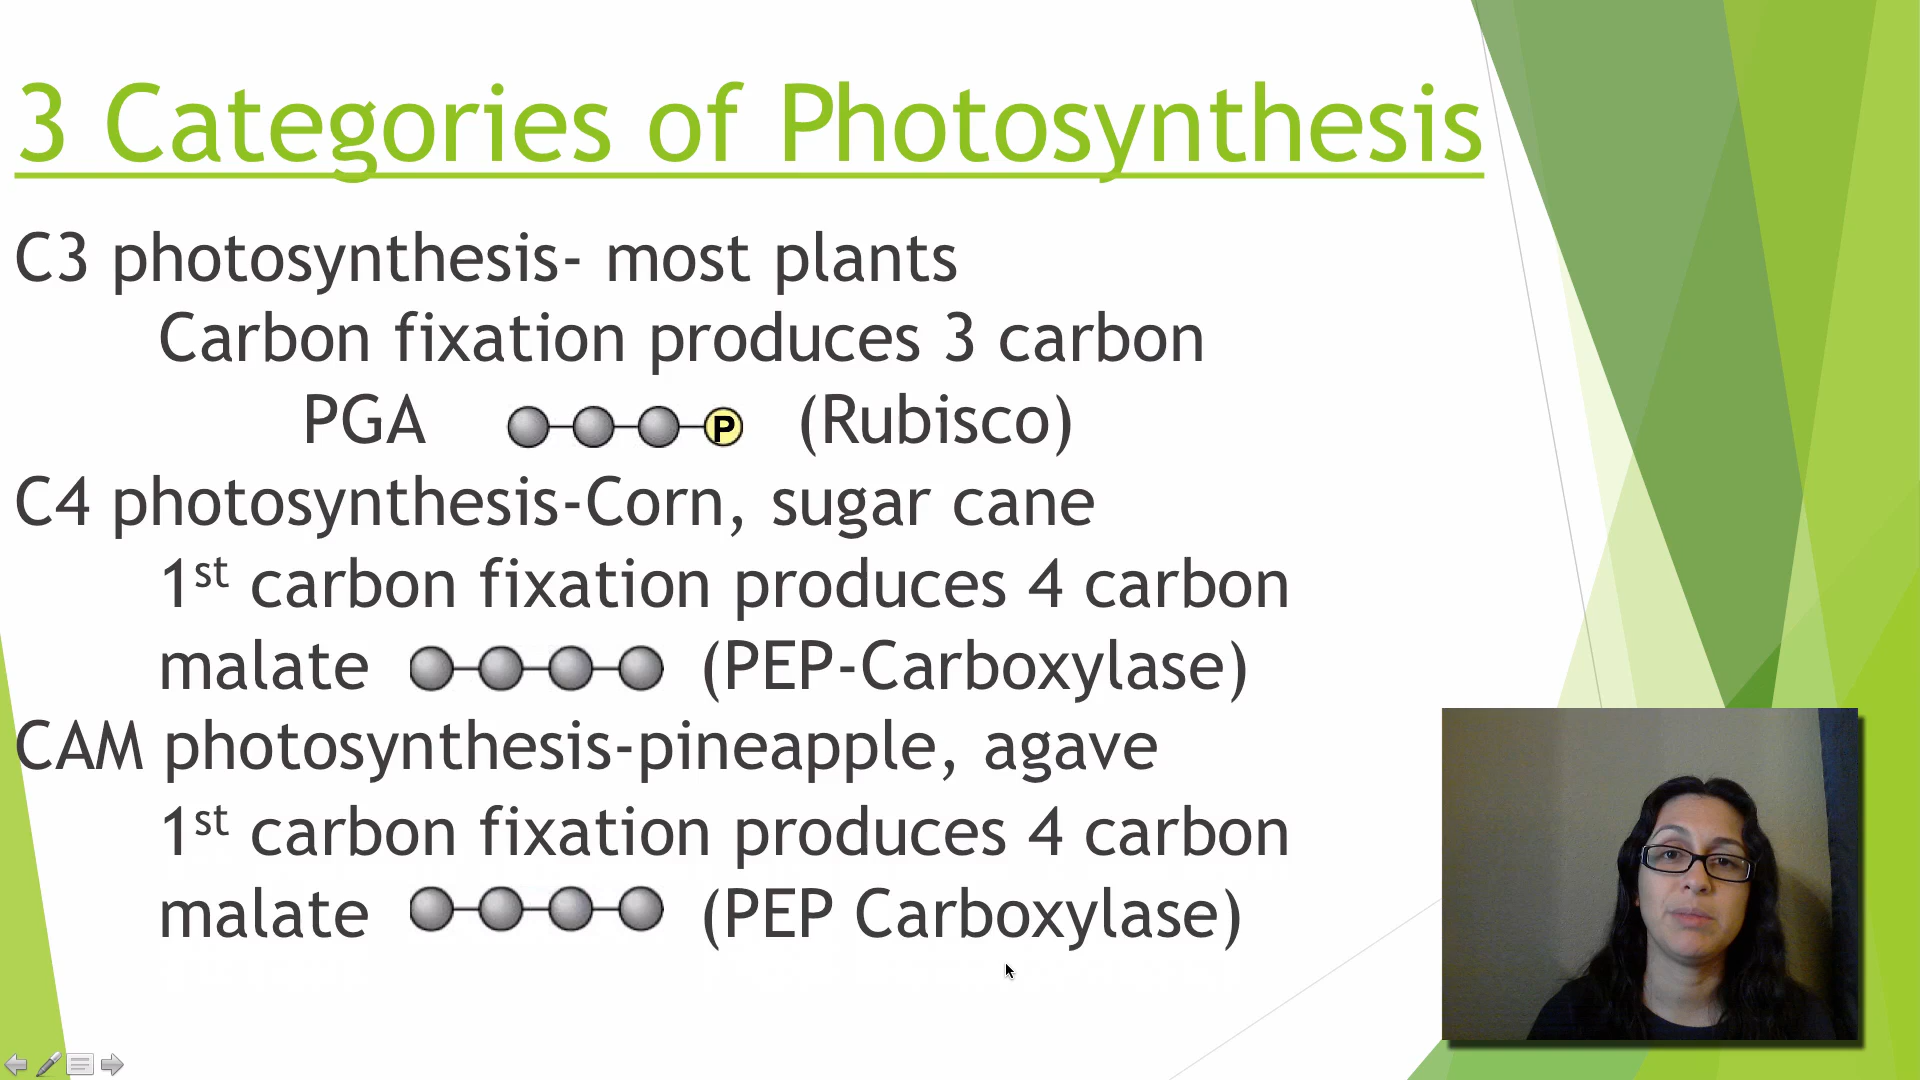 3 Categories of Photosynthesis
C3 photosynthesis- most plants
Carbon fixation produces 3 carbon
PGA P (Rubisco)
C4 photosynthesis-Corn, sugar cane
1st carbon fixation produces 4 carbon
malate (PEP-Carboxylase)
CAM photosynthesis-pineapple, agave
1st carbon fixation produces 4 carbon
malate (PEP Carboxylase)